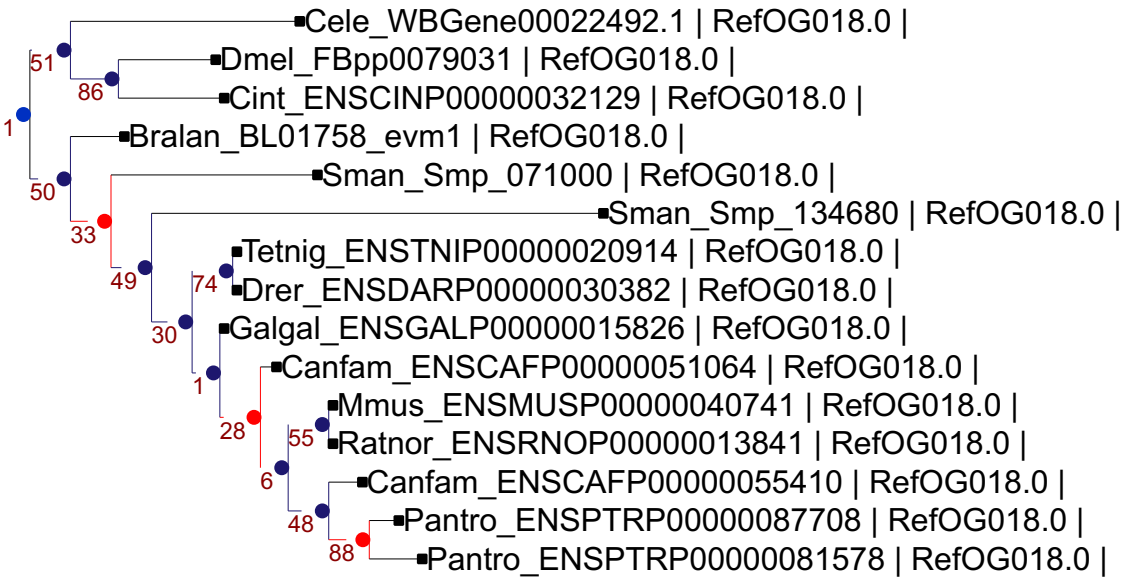 Cele_WBGene00022492.1 | RefOG018.0 |
51
Dmel_FBpp0079031 | RefOG018.0 |
86
Cint_ENSCINP00000032129 | RefOG018.0 |
1
Bralan_BL01758_evm1 | RefOG018.0 |
50
Sman_Smp_071000 | RefOG018.0 |
33
Sman_Smp_134680 | RefOG018.0 |
49
Tetnig_ENSTNIP00000020914 | RefOG018.0 |
74
Drer_ENSDARP00000030382 | RefOG018.0 |
30
Galgal_ENSGALP00000015826 | RefOG018.0 |
1
Canfam_ENSCAFP00000051064 | RefOG018.0 |
28
Mmus_ENSMUSP00000040741 | RefOG018.0 |
55
Ratnor_ENSRNOP00000013841 | RefOG018.0 |
6
Canfam_ENSCAFP00000055410 | RefOG018.0 |
48
Pantro_ENSPTRP00000087708 | RefOG018.0 |
88
Pantro_ENSPTRP00000081578 | RefOG018.0 |